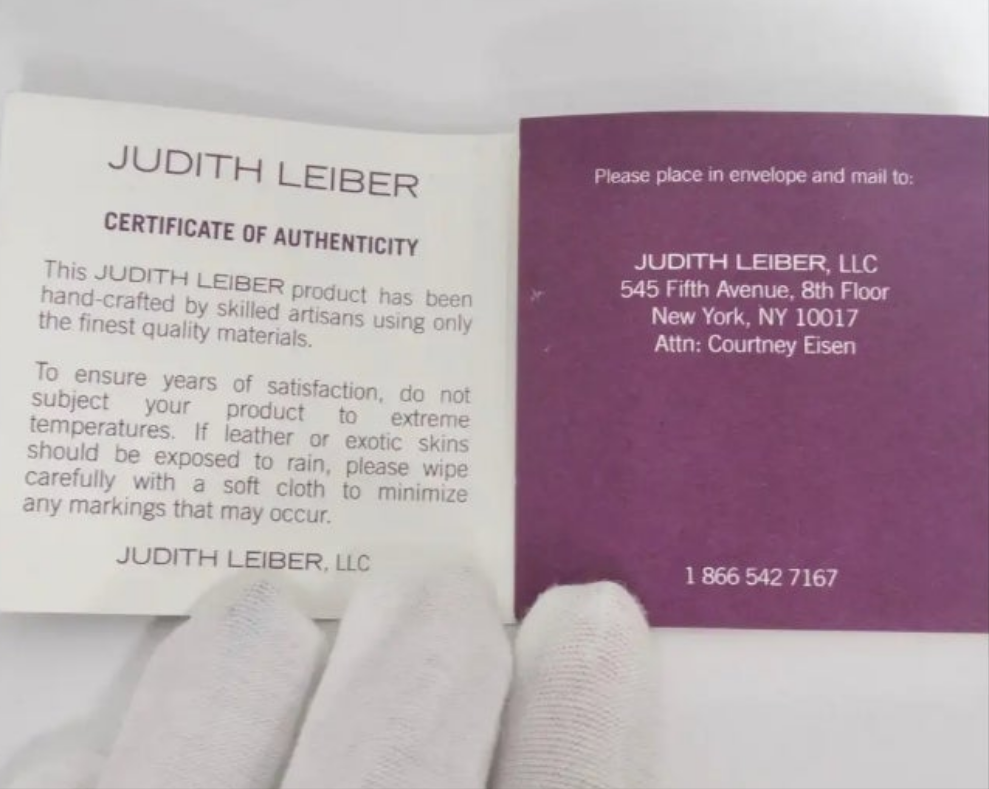 JUDITH LEIBER
CERTIFICATE OF AUTHENTICITY
This JUDITH LEIBER product has been
hand-crafted by skilled artisans using only
the finest quality materials.
To ensure years of satisfaction, do not
subject your product to extreme
temperatures. If leather or exotic skins
should be exposed to rain, please wipe
carefully with a soft cloth to minimize
any markings that may occur.
JUDITH LEIBER, LLC
Please place in envelope and mail to:
JUDITH LEIBER, LLC
545 Fifth Avenue, 8th Floor
New York, NY 10017
Attn: Courtney Eisen
1 866 542 7167